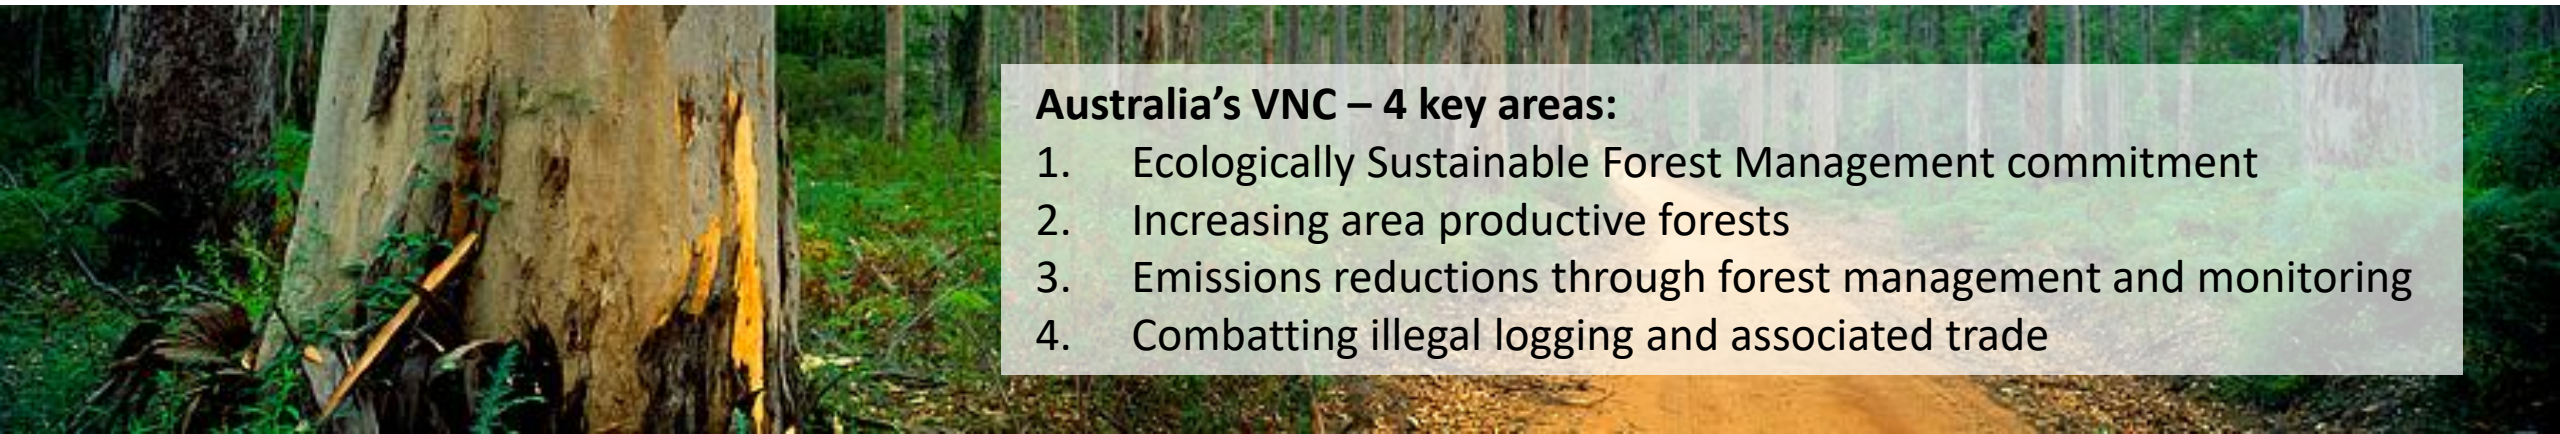 Australia’s VNC – 4 key areas:
1. Ecologically Sustainable Forest Management commitment
2. Increasing area productive forests
3. Emissions reductions through forest management and monitoring
4. Combatting illegal logging and associated trade